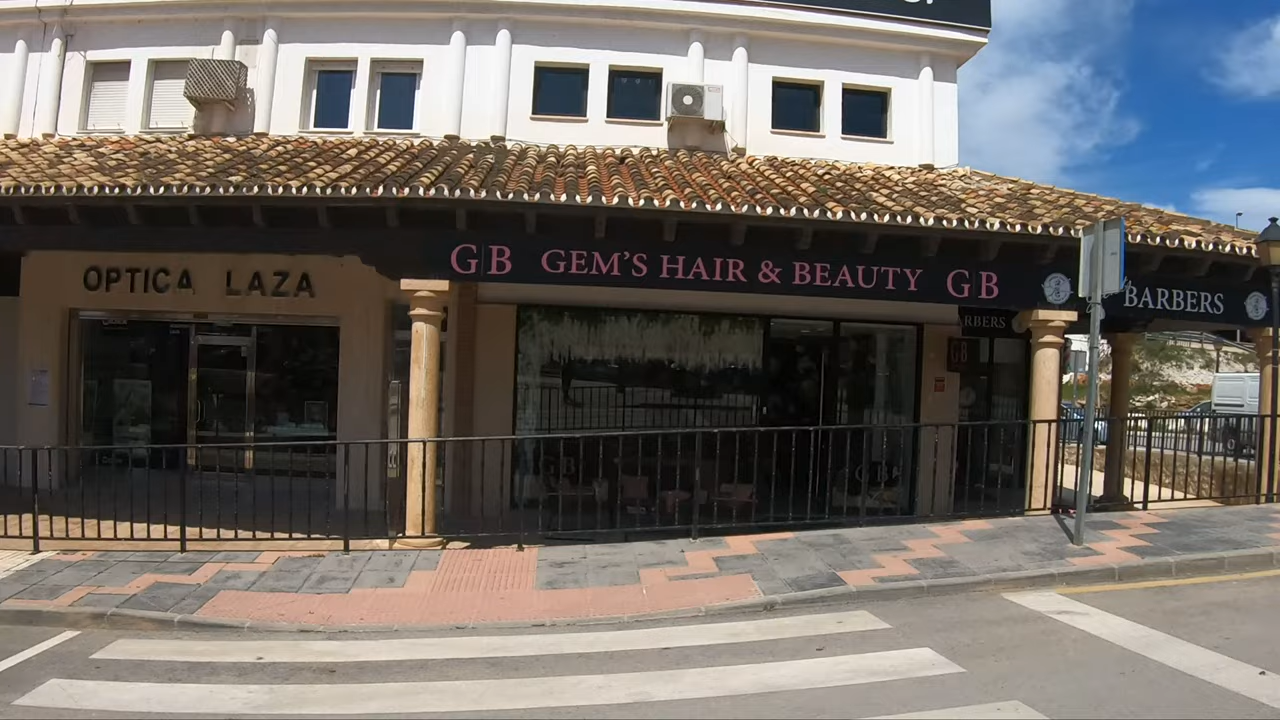 OPTICA LAZA
G|B GEM'S HAIR & BEAUTY G|B
BARBERS
BARBERS
GB
GB
GB